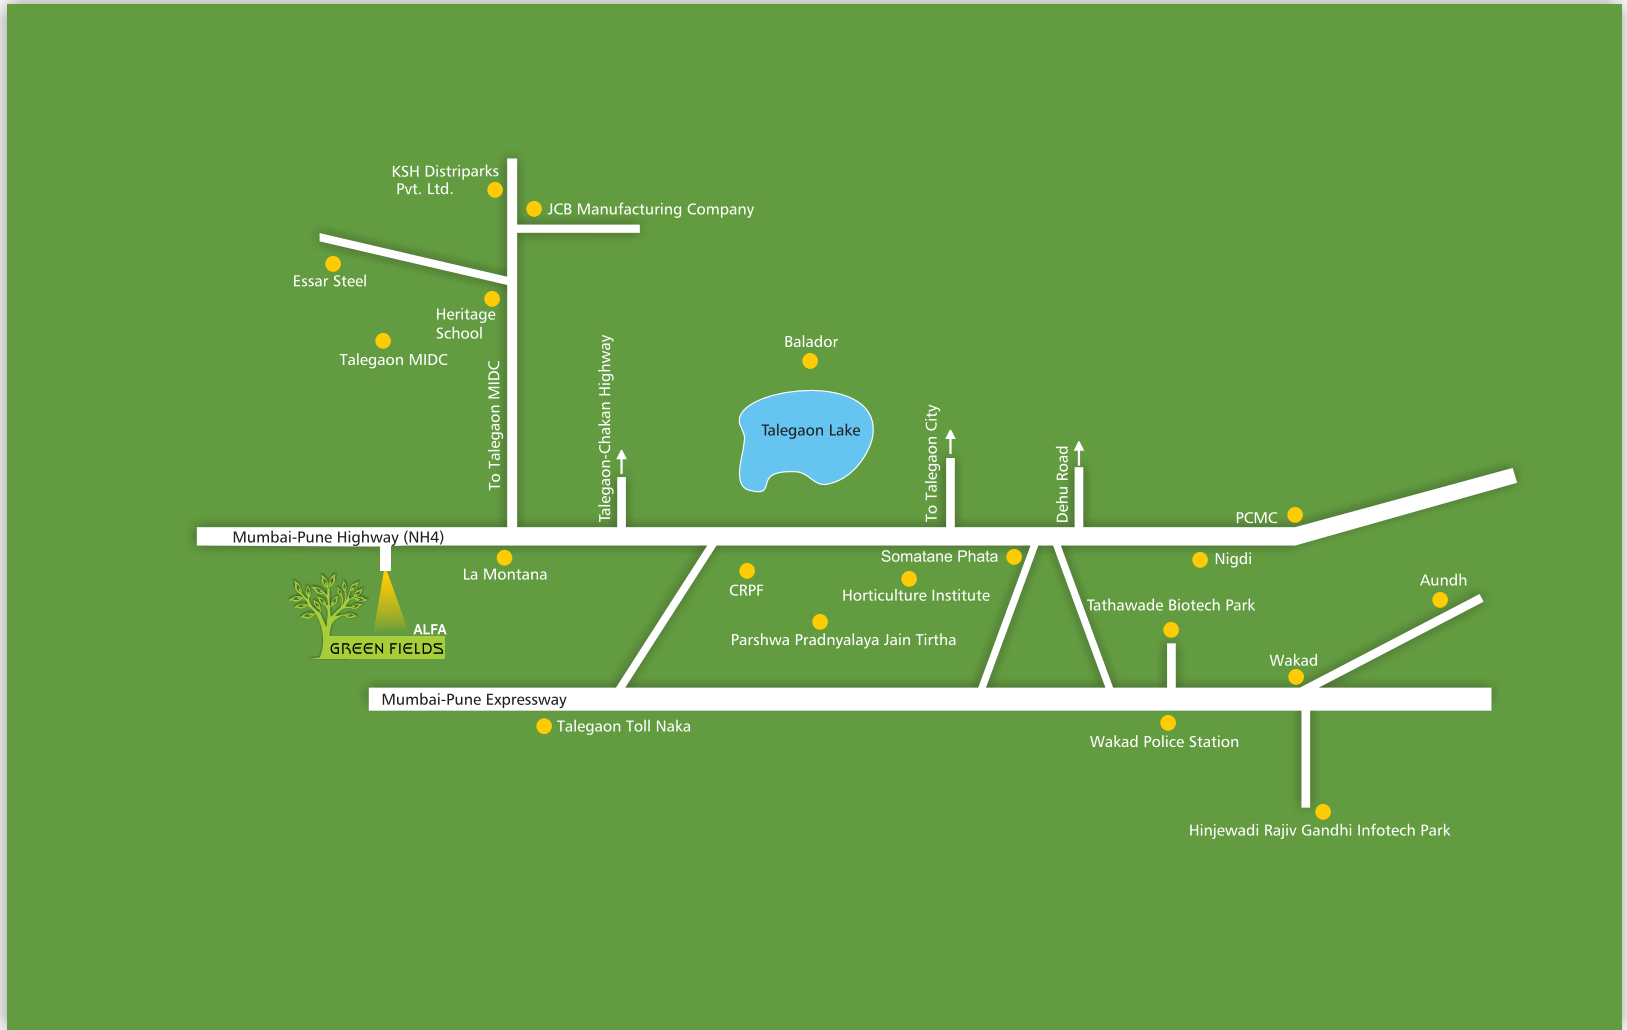 KSH Distriparks
Pvt. Ltd.
JCB Manufacturing Company
Essar Steel
Heritage
School
Talegaon MIDC
To Talegaon MIDC
Talegaon-Chakan Highway
Balador
Talegaon Lake
To Talegaon City
Dehu Road
PCMC
Mumbai-Pune Highway (NH4)
La Montana
CRPF
Somatane Phata
Horticulture Institute
Nigdi
Aundh
Tathawade Biotech Park
Parshwa Pradnyalaya Jain Tirtha
ALFA
GREEN FIELDS
Wakad
Mumbai-Pune Expressway
Talegaon Toll Naka
Wakad Police Station
Hinjewadi Rajiv Gandhi Infotech Park